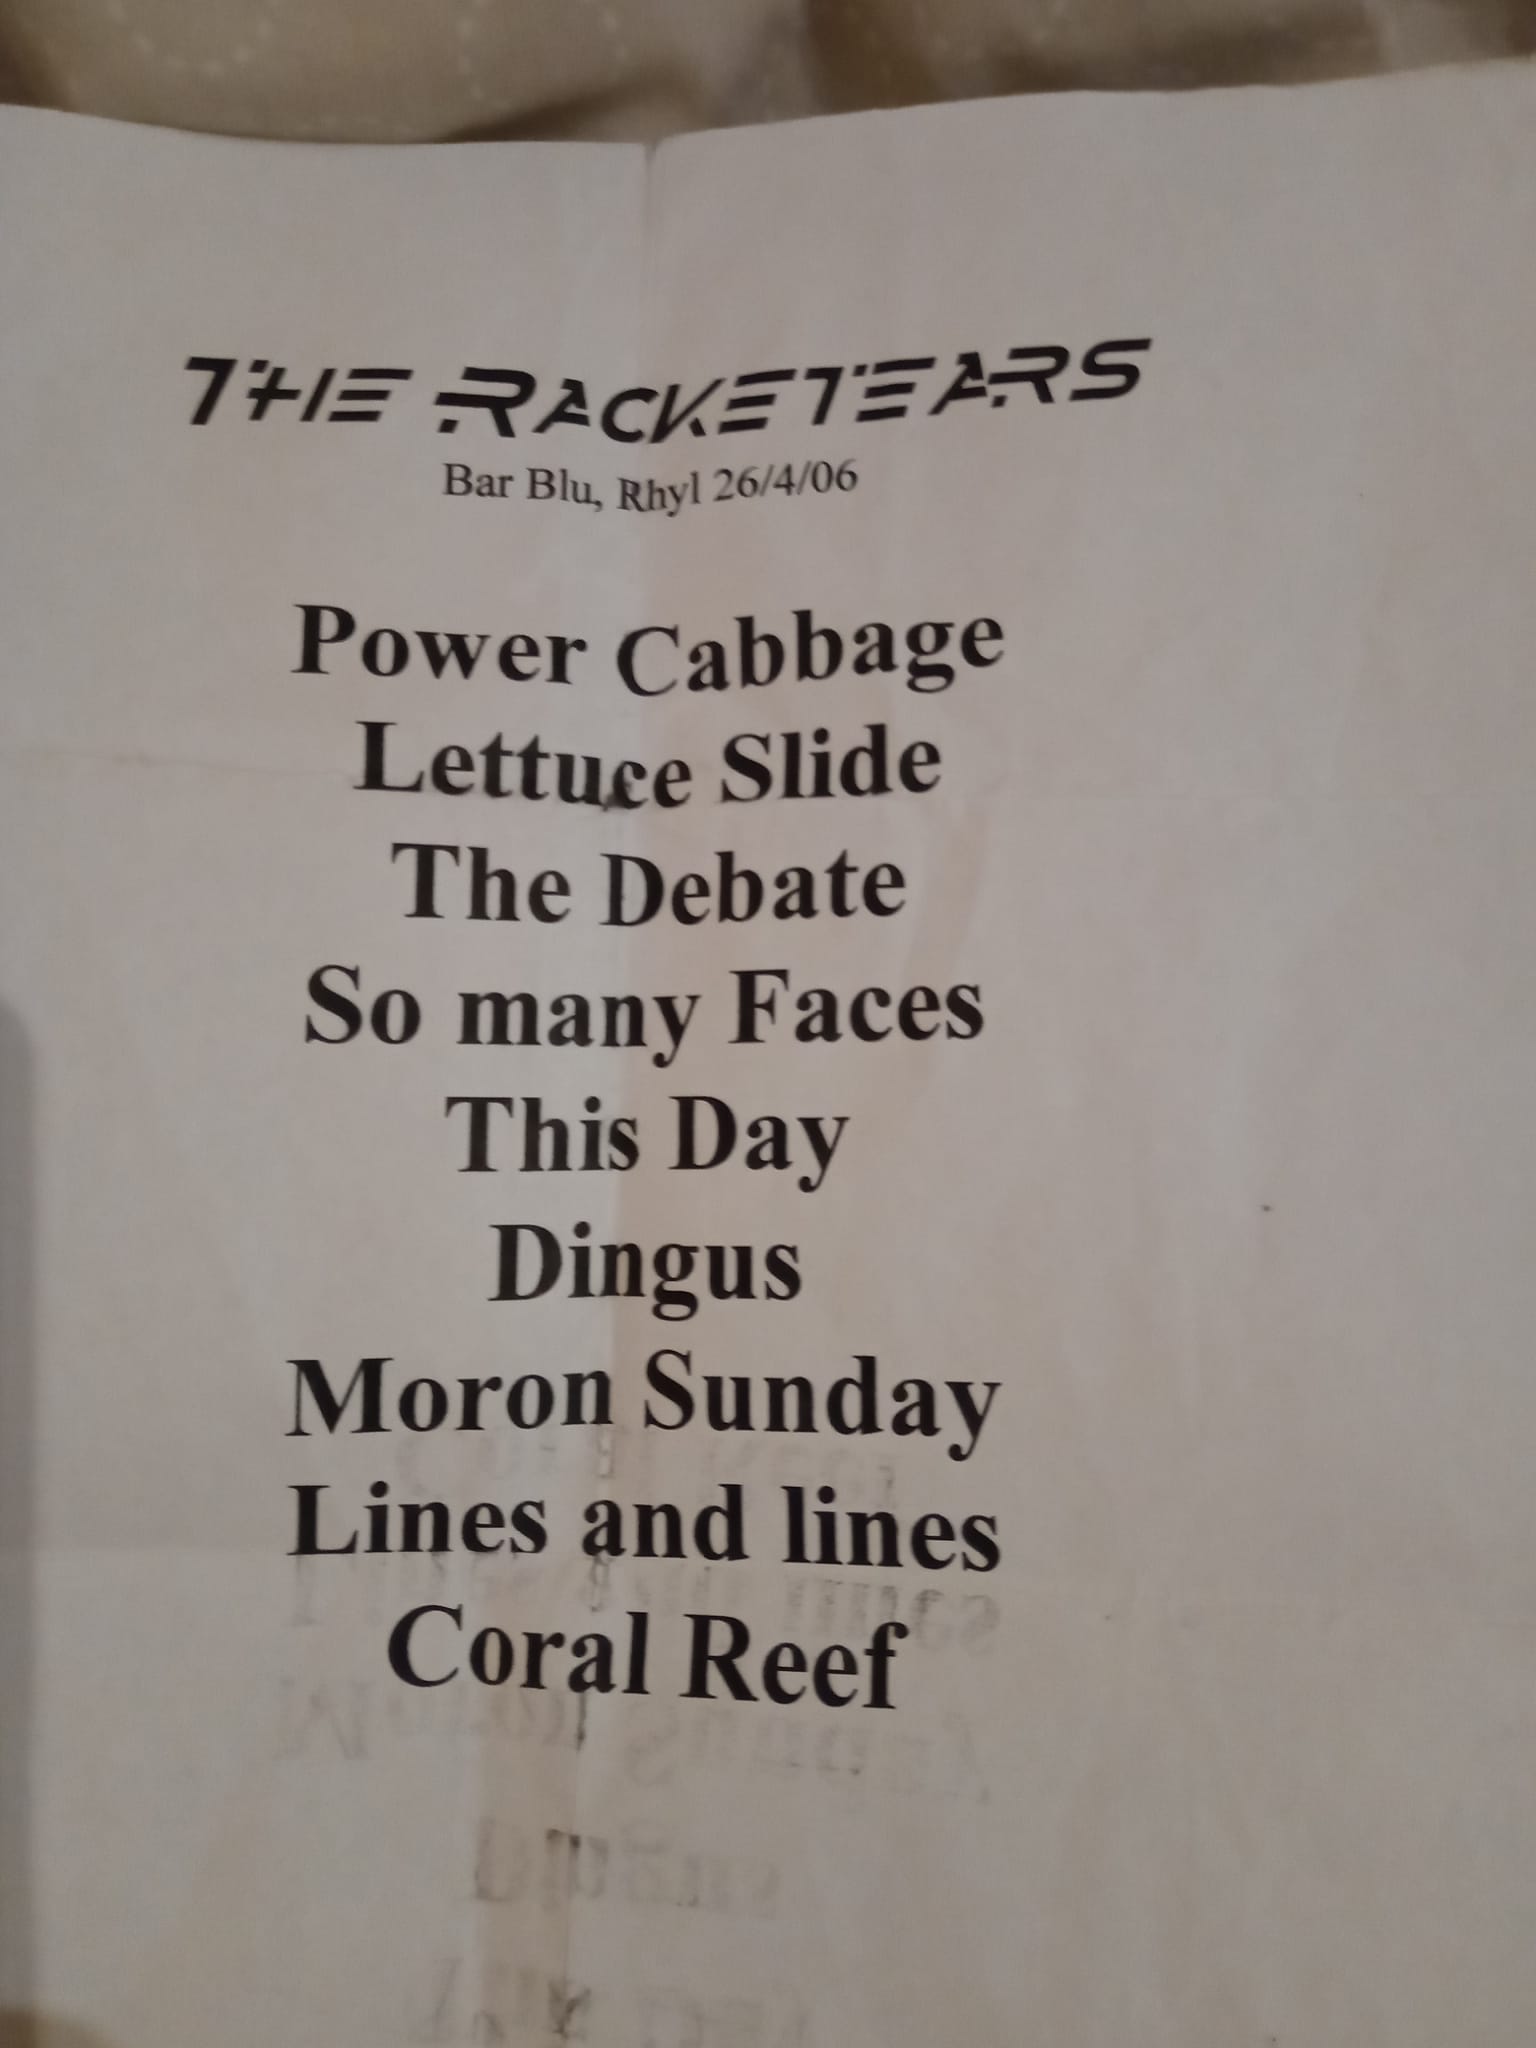 THE RACKETEARS
Bar Blu, Rhyl 26/4/06
Power Cabbage
Lettuce Slide
The Debate
So many Faces
This Day
Dingus
Moron Sunday
Lines and lines
Coral Reef